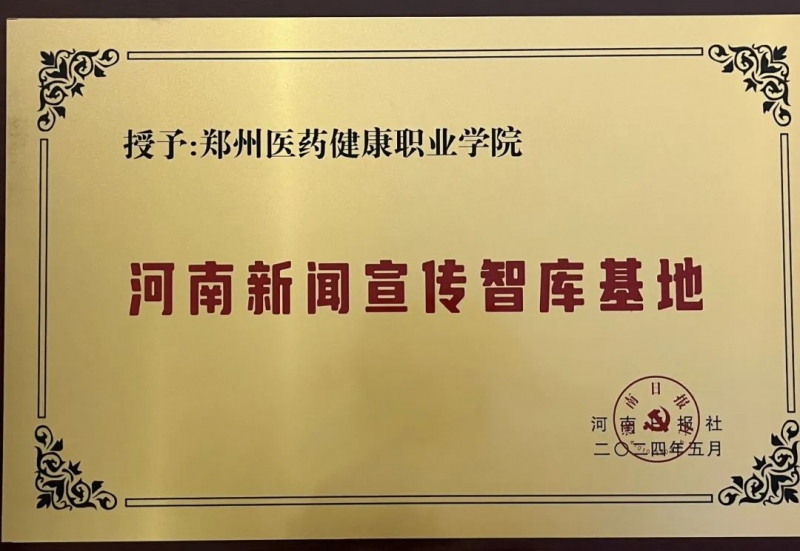 授予:郑州医药健康职业学院
河南新闻宣传智库基地
河南日报社
二〇二四年五月